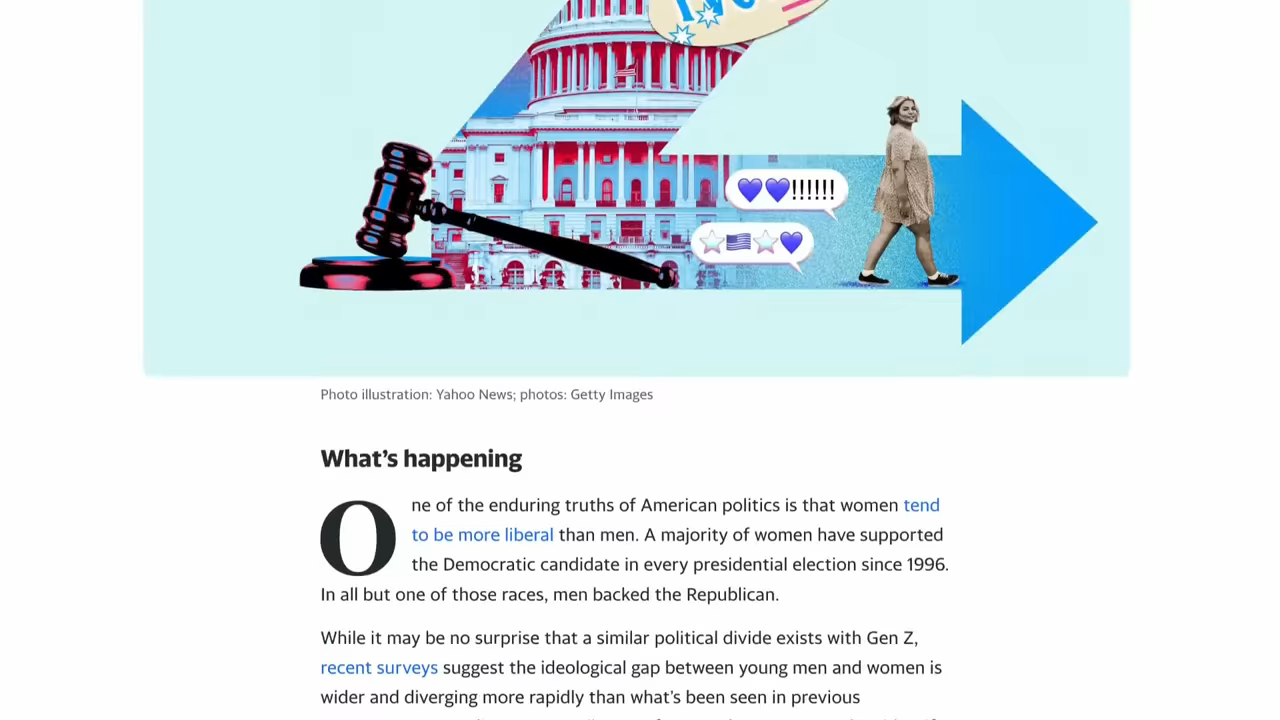 !!!!!!
Photo illustration: Yahoo News; photos: Getty Images
What’s happening
One of the enduring truths of American politics is that women tend
to be more liberal than men. A majority of women have supported
the Democratic candidate in every presidential election since 1996.
In all but one of those races, men backed the Republican.
While it may be no surprise that a similar political divide exists with Gen Z,
recent surveys suggest the ideological gap between young men and women is
wider and diverging more rapidly than what’s been seen in previous